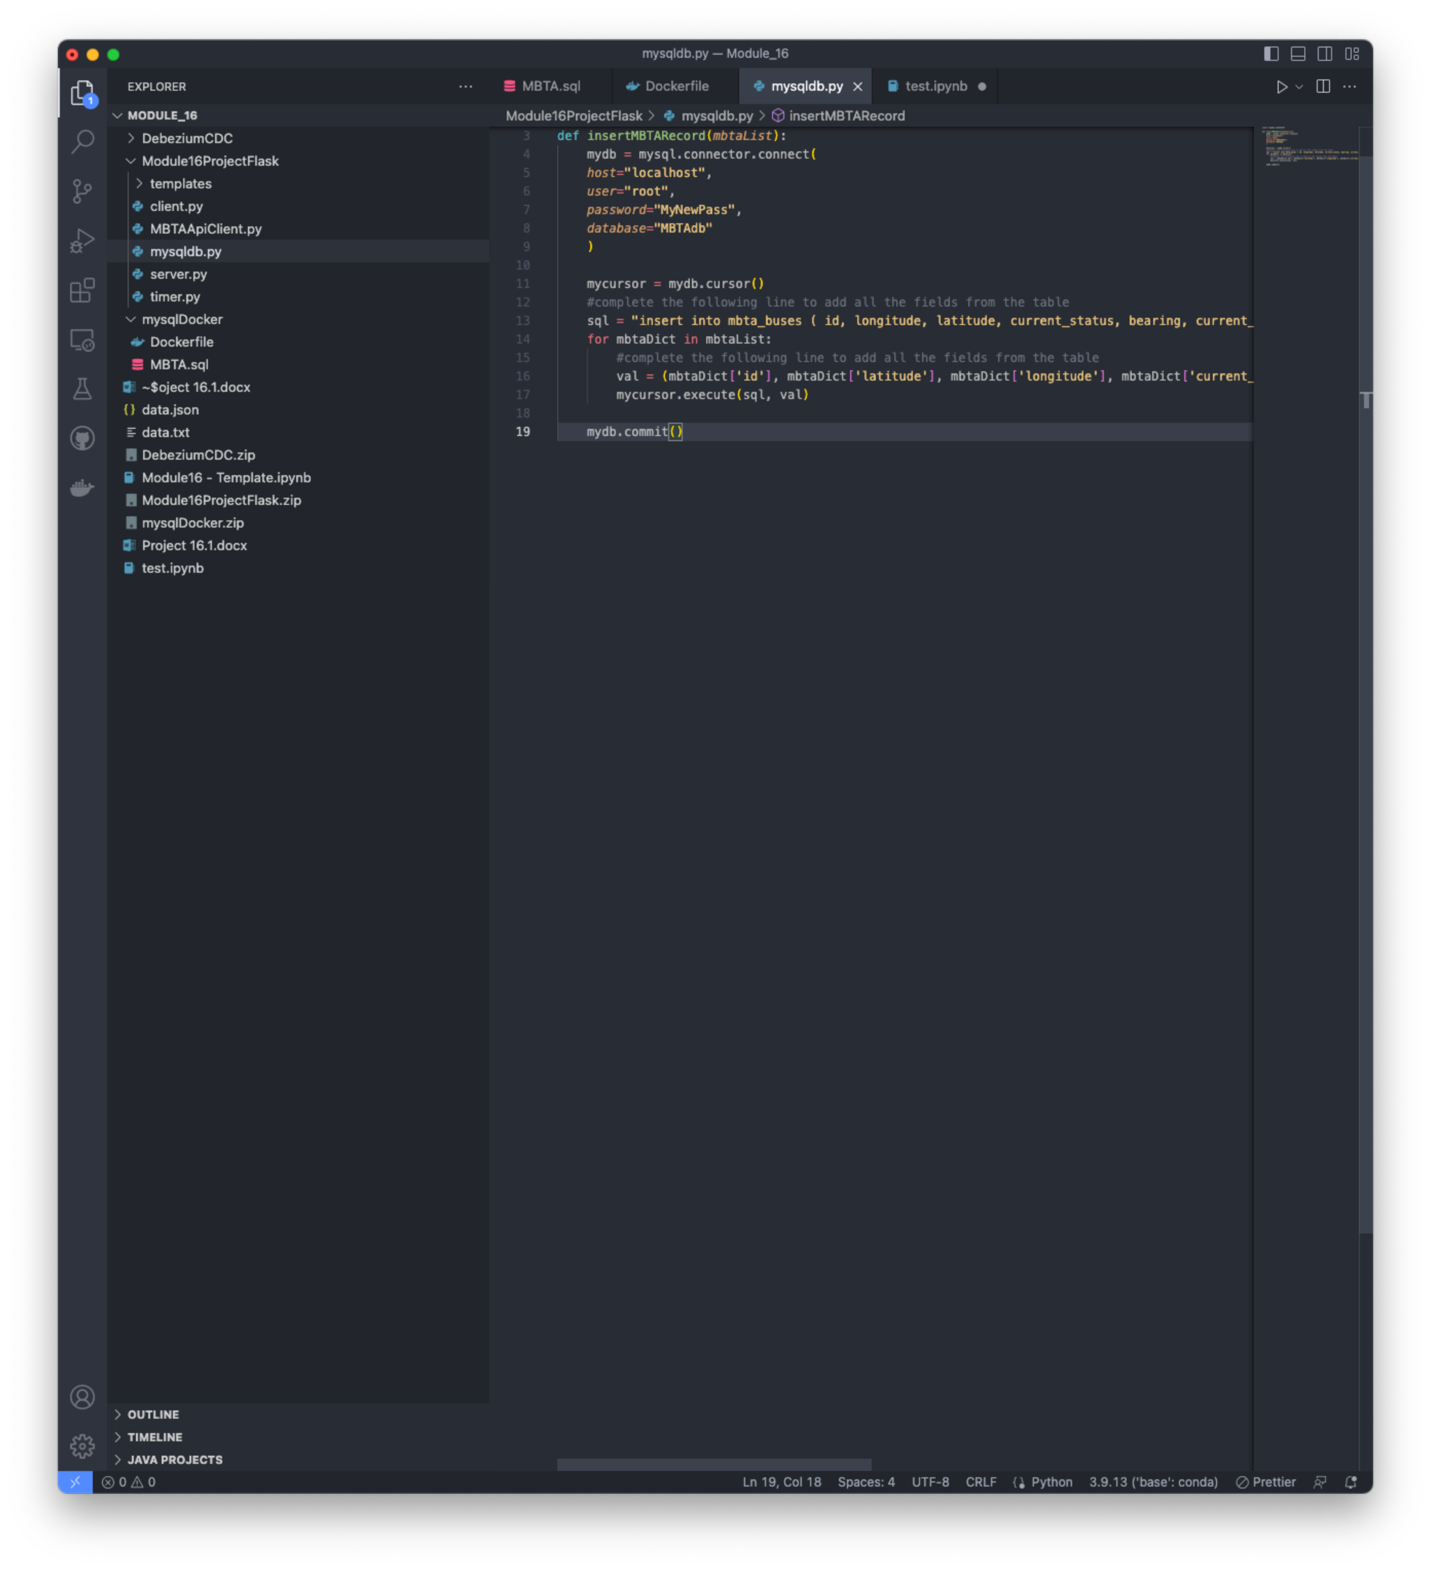 mysqldb.py — Module_16
EXPLORER
MODULE_16
DebeziumCDC
Module16ProjectFlask
templates
client.py
MBTAApiClient.py
mysqldb.py
server.py
timer.py
mysqlDocker
Dockerfile
MBTA.sql
~$oject 16.1.docx
data.json
data.txt
DebeziumCDC.zip
Module16 - Template.ipynb
Module16ProjectFlask.zip
mysqlDocker.zip
Project 16.1.docx
test.ipynb
OUTLINE
TIMELINE
JAVA PROJECTS
MBTA.sql Dockerfile mysqldb.py test.ipynb
Module16ProjectFlask > mysqldb.py > insertMBTARecord
3 def insertMBTARecord(mbtaList):
4 mydb = mysql.connector.connect(
5 host="localhost",
6 user="root",
7 password="MyNewPass",
8 database="MBTAdb"
9 )
10
11 mycursor = mydb.cursor()
12 #complete the following line to add all the fields from the table
13 sql = "insert into mbta_buses ( id, longitude, latitude, current_status, bearing, current_
14 for mbtaDict in mbtaList:
15 #complete the following line to add all the fields from the table
16 val = (mbtaDict['id'], mbtaDict['latitude'], mbtaDict['longitude'], mbtaDict['current_
17 mycursor.execute(sql, val)
18
19 mydb.commit()
1
0 0 Ln 19, Col 18 Spaces: 4 UTF-8 CRLF Python 3.9.13 ('base': conda) Prettier